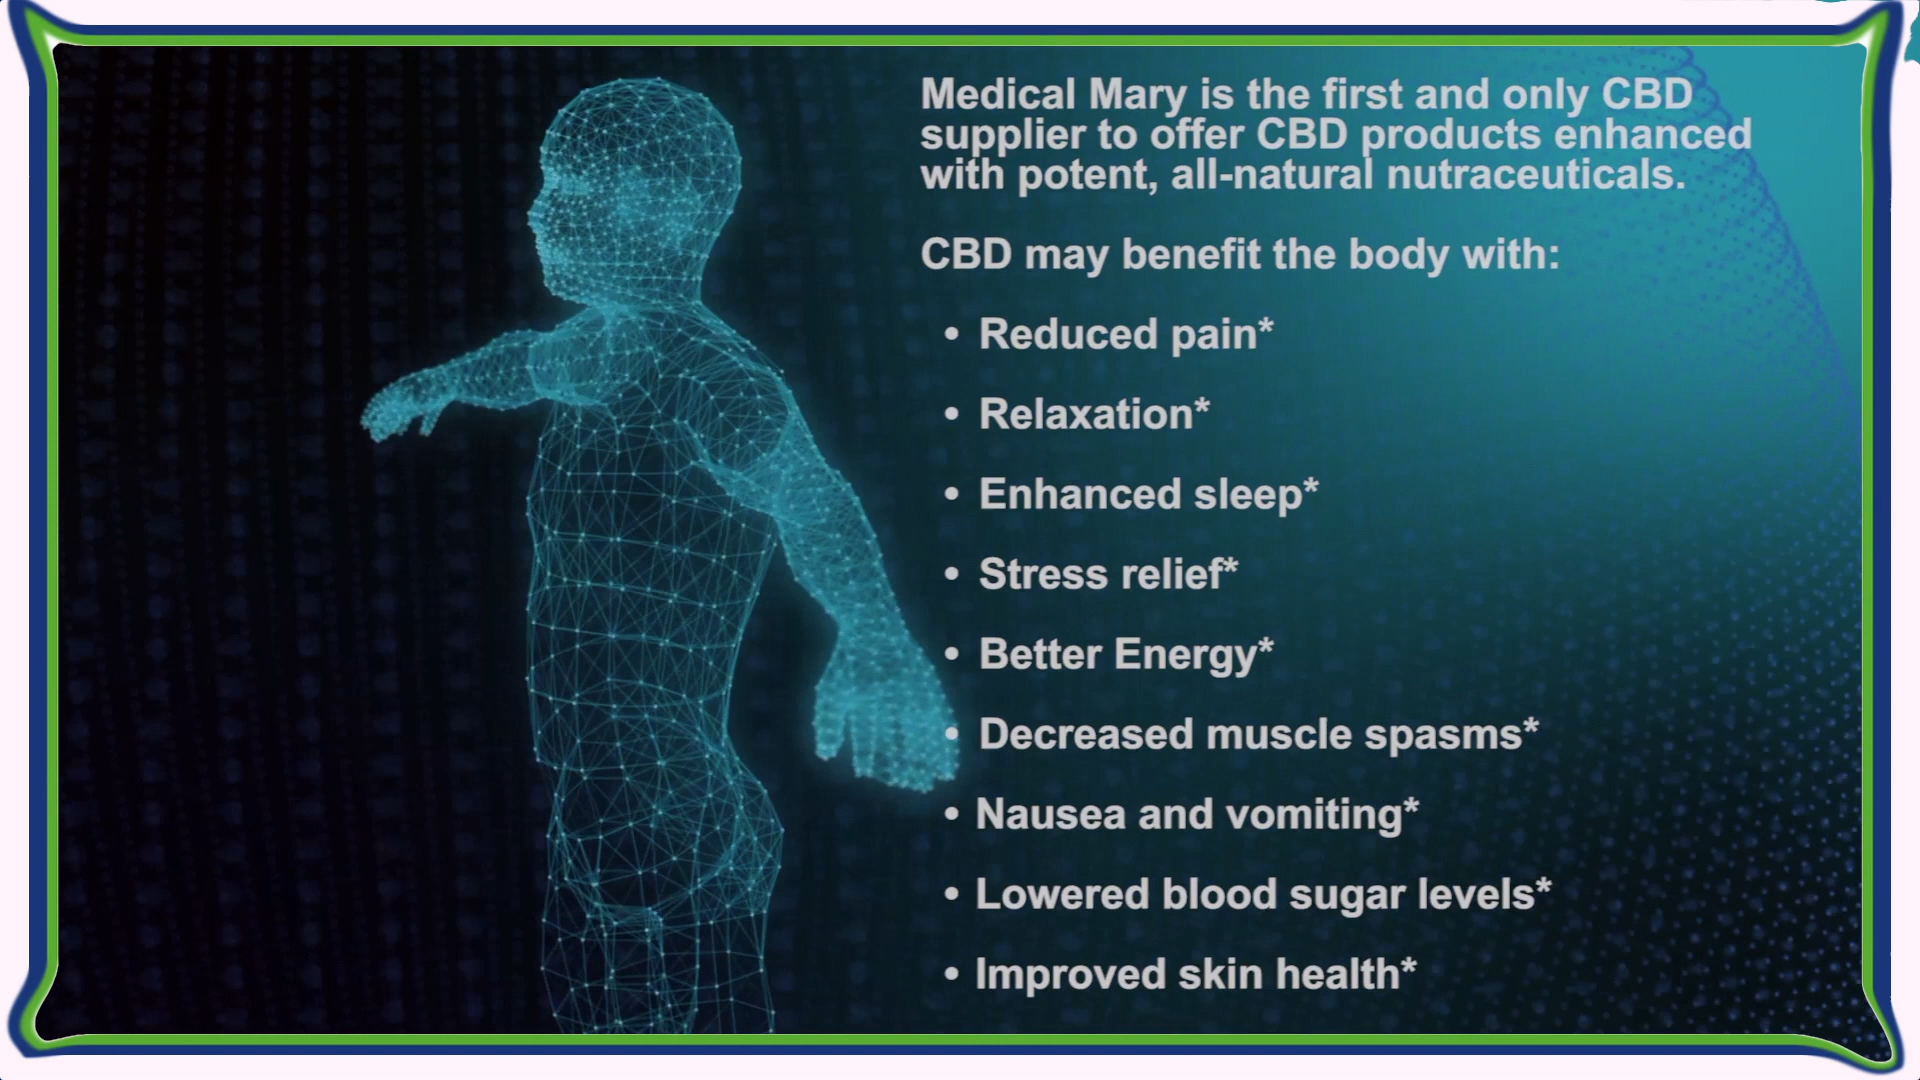 Medical Mary is the first and only CBD
supplier to offer CBD products enhanced
with potent, all-natural nutraceuticals.
CBD may benefit the body with:
• Reduced pain*
• Relaxation*
• Enhanced sleep*
• Stress relief*
• Better Energy*
• Decreased muscle spasms*
• Nausea and vomiting*
• Lowered blood sugar levels*
• Improved skin health*